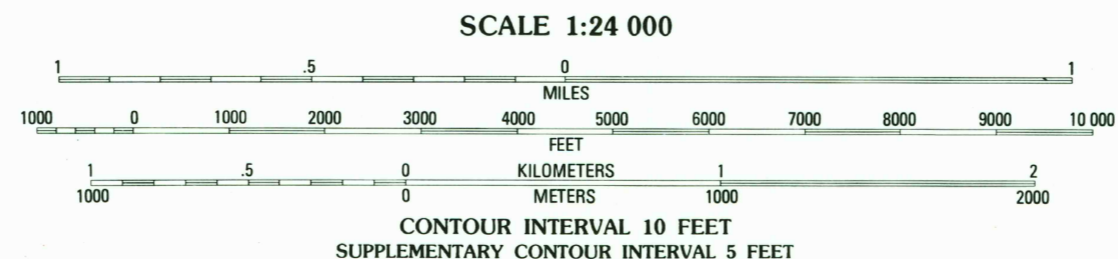 SCALE 1:24 000
1 .5 0 1
MILES
1000 0 1000 2000 3000 4000 5000 6000 7000 8000 9000 10 000
FEET
1 .5 0 KILOMETERS 1 2
1000 0 METERS 1000 2000
CONTOUR INTERVAL 10 FEET
SUPPLEMENTARY CONTOUR INTERVAL 5 FEET